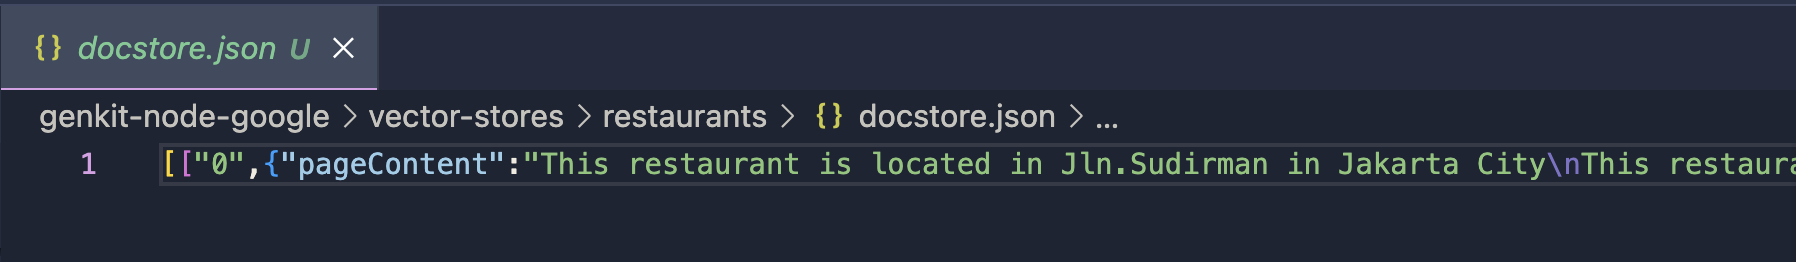 {} docstore.json U ×
genkit-node-google > vector-stores > restaurants > {} docstore.json > ...
1 [["0",{"pageContent":"This restaurant is located in Jln.Sudirman in Jakarta City\nThis restaura